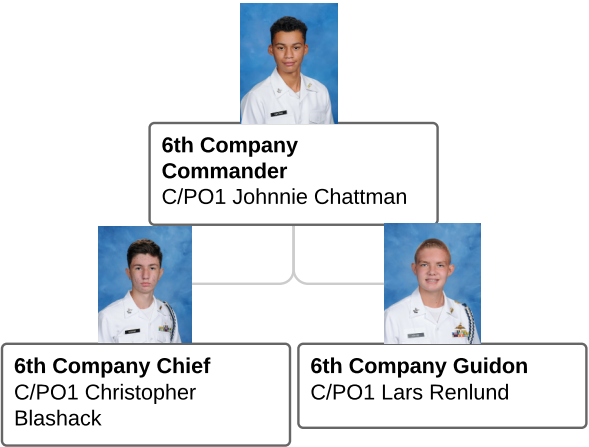 6th Company
Commander
C/PO1 Johnnie Chattman
6th Company Chief
C/PO1 Christopher
Blashack
6th Company Guidon
C/PO1 Lars Renlund